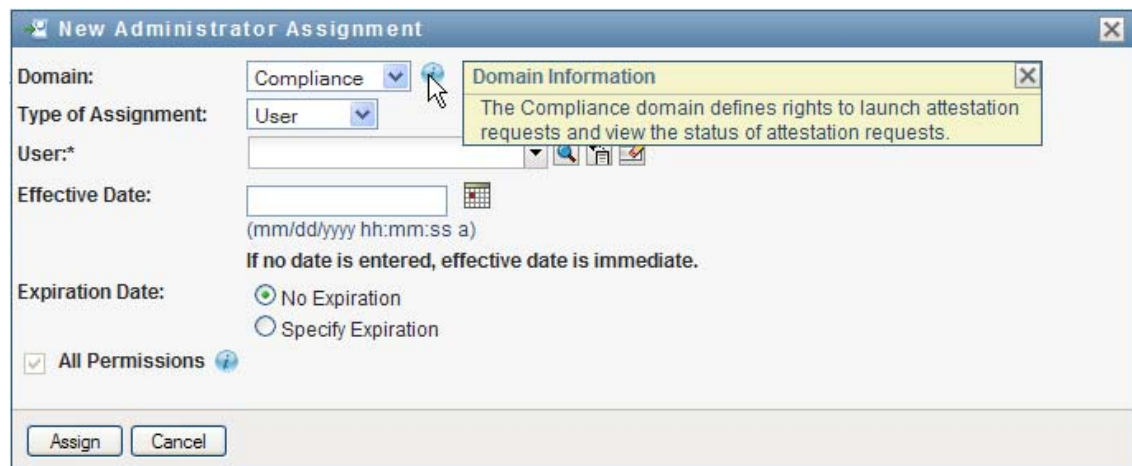 New Administrator Assignment
Domain: Compliance
Domain Information
The Compliance domain defines rights to launch attestation
requests and view the status of attestation requests.
Type of Assignment: User
User:*
Effective Date:
(mm/dd/yyyy hh:mm:ss a)
If no date is entered, effective date is immediate.
Expiration Date: No Expiration
Specify Expiration
All Permissions
Assign Cancel